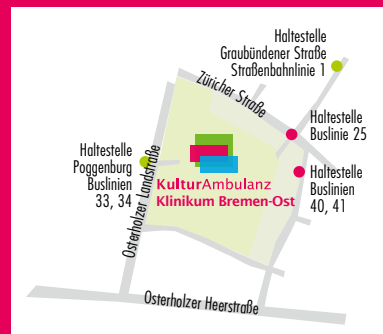 Haltestelle
Graubündener Straße
Straßenbahnlinie 1
Züricher Straße
Haltestelle
Buslinie 25
Haltestelle
Poggenburg
Buslinien
33, 34
Haltestelle
Buslinien
40, 41
KulturAmbulanz
Klinikum Bremen-Ost
Osterholzer Landstraße
Osterholzer Heerstraße